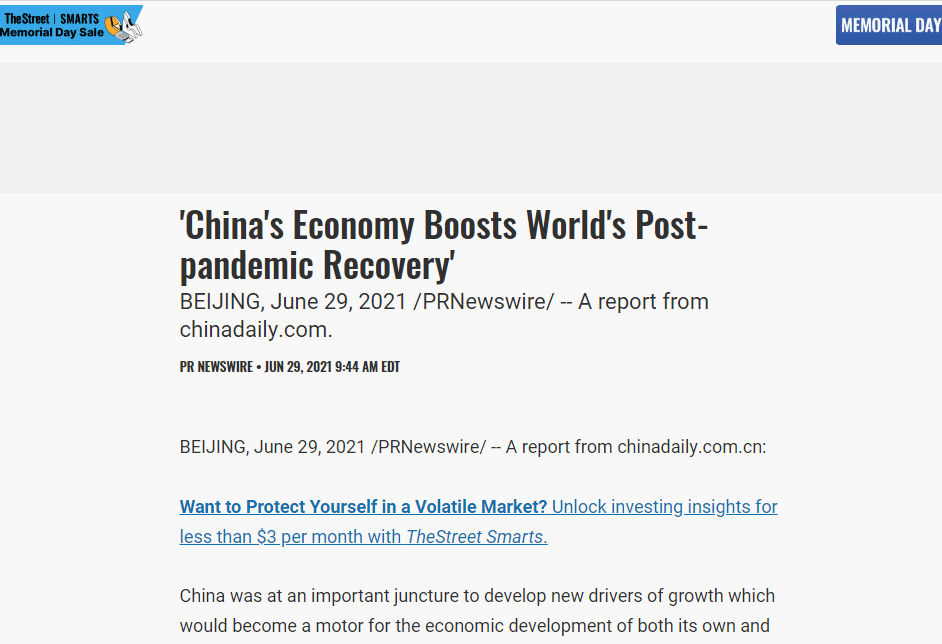 TheStreet | SMARTS
Memorial Day Sale
MEMORIAL DAY
'China's Economy Boosts World's Post-
pandemic Recovery'
BEIJING, June 29, 2021 /PRNewswire/ -- A report from
chinadaily.com.
PR NEWSWIRE • JUN 29, 2021 9:44 AM EDT
BEIJING, June 29, 2021 /PRNewswire/ -- A report from chinadaily.com.cn:
Want to Protect Yourself in a Volatile Market? Unlock investing insights for
less than $3 per month with TheStreet Smarts.
China was at an important juncture to develop new drivers of growth which
would become a motor for the economic development of both its own and